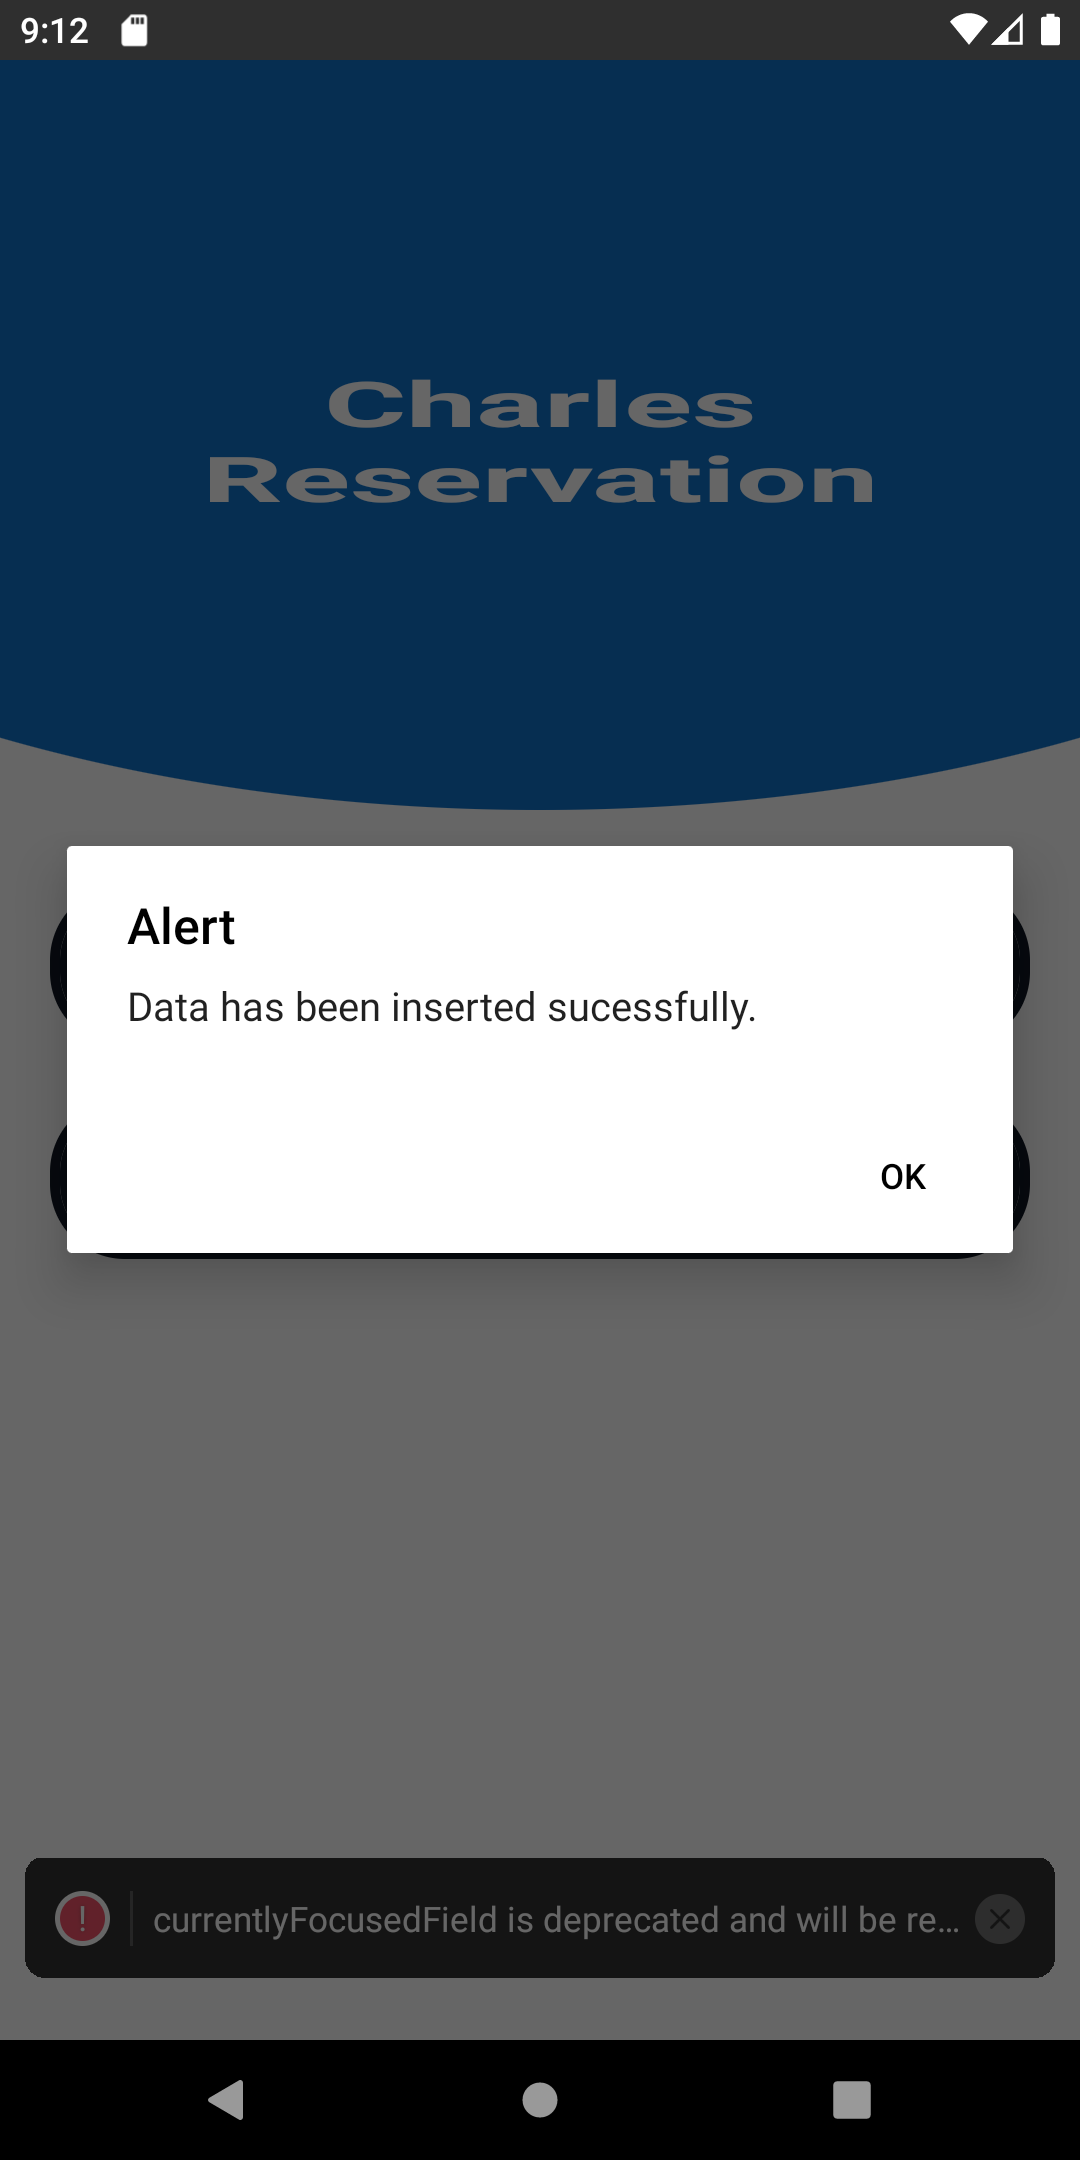 9:12
Charles
Reservation
Alert
Data has been inserted sucessfully.
OK
! currentlyFocusedField is deprecated and will be re…